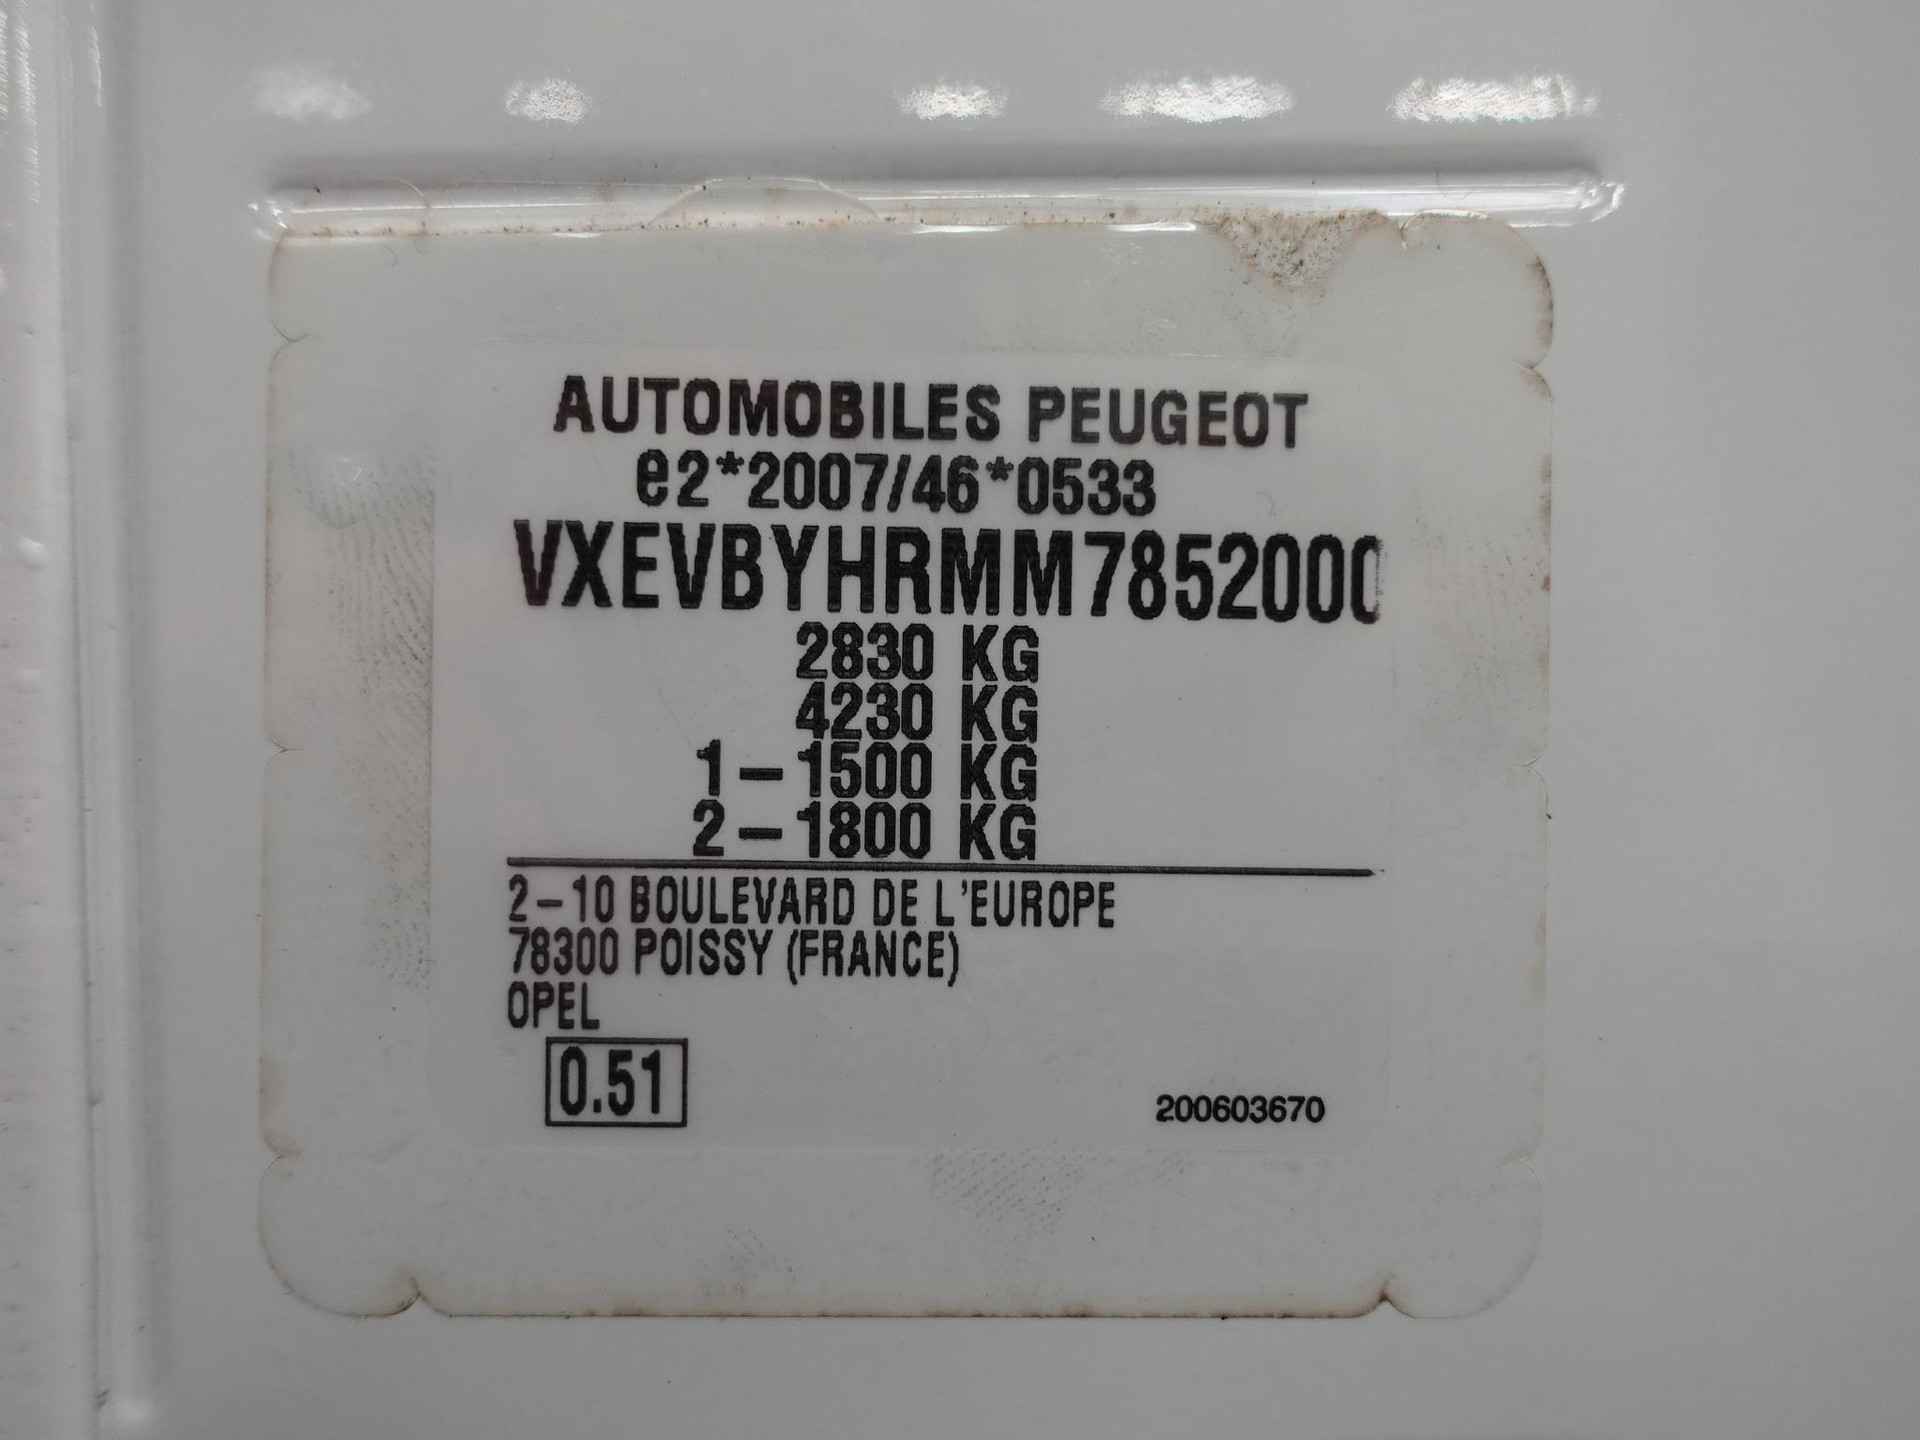 AUTOMOBILES PEUGEOT
e2*2007/46*0533
VXEVBYHRMM7852000
2830 KG
4230 KG
1-1500 KG
2-1800 KG
2-10 BOULEVARD DE L'EUROPE
78300 POISSY (FRANCE)
OPEL
0.51
200603670